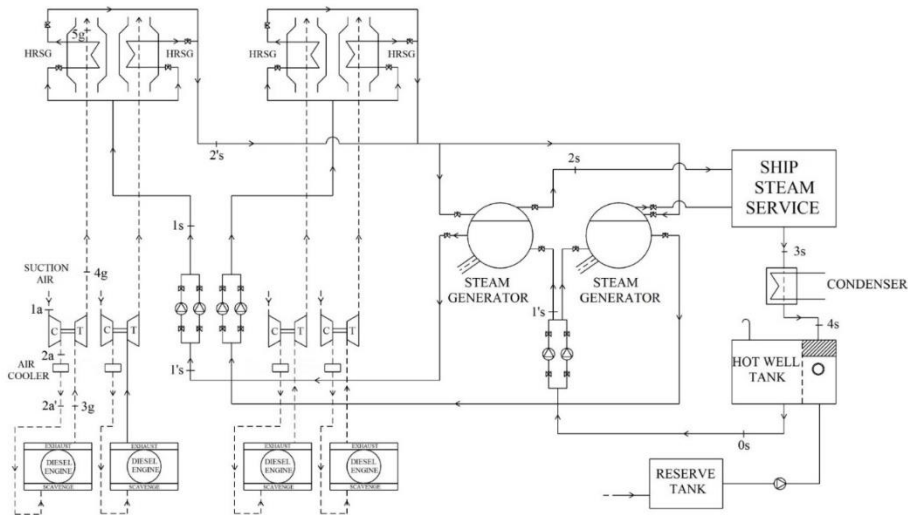 HRSG
5g
HRSG
HRSG
HRSG
2's
2s
SHIP
STEAM
SERVICE
1s
3s
SUCTION
AIR
4g
STEAM
GENERATOR
STEAM
GENERATOR
CONDENSER
1a
C T
C T
C T
C T
1's
4s
2a
AIR
COOLER
1's
HOT WELL
TANK
2a'
3g
0s
EXHAUST
DIESEL
ENGINE
SCAVENGE
EXHAUST
DIESEL
ENGINE
SCAVENGE
EXHAUST
DIESEL
ENGINE
SCAVENGE
EXHAUST
DIESEL
ENGINE
SCAVENGE
RESERVE
TANK